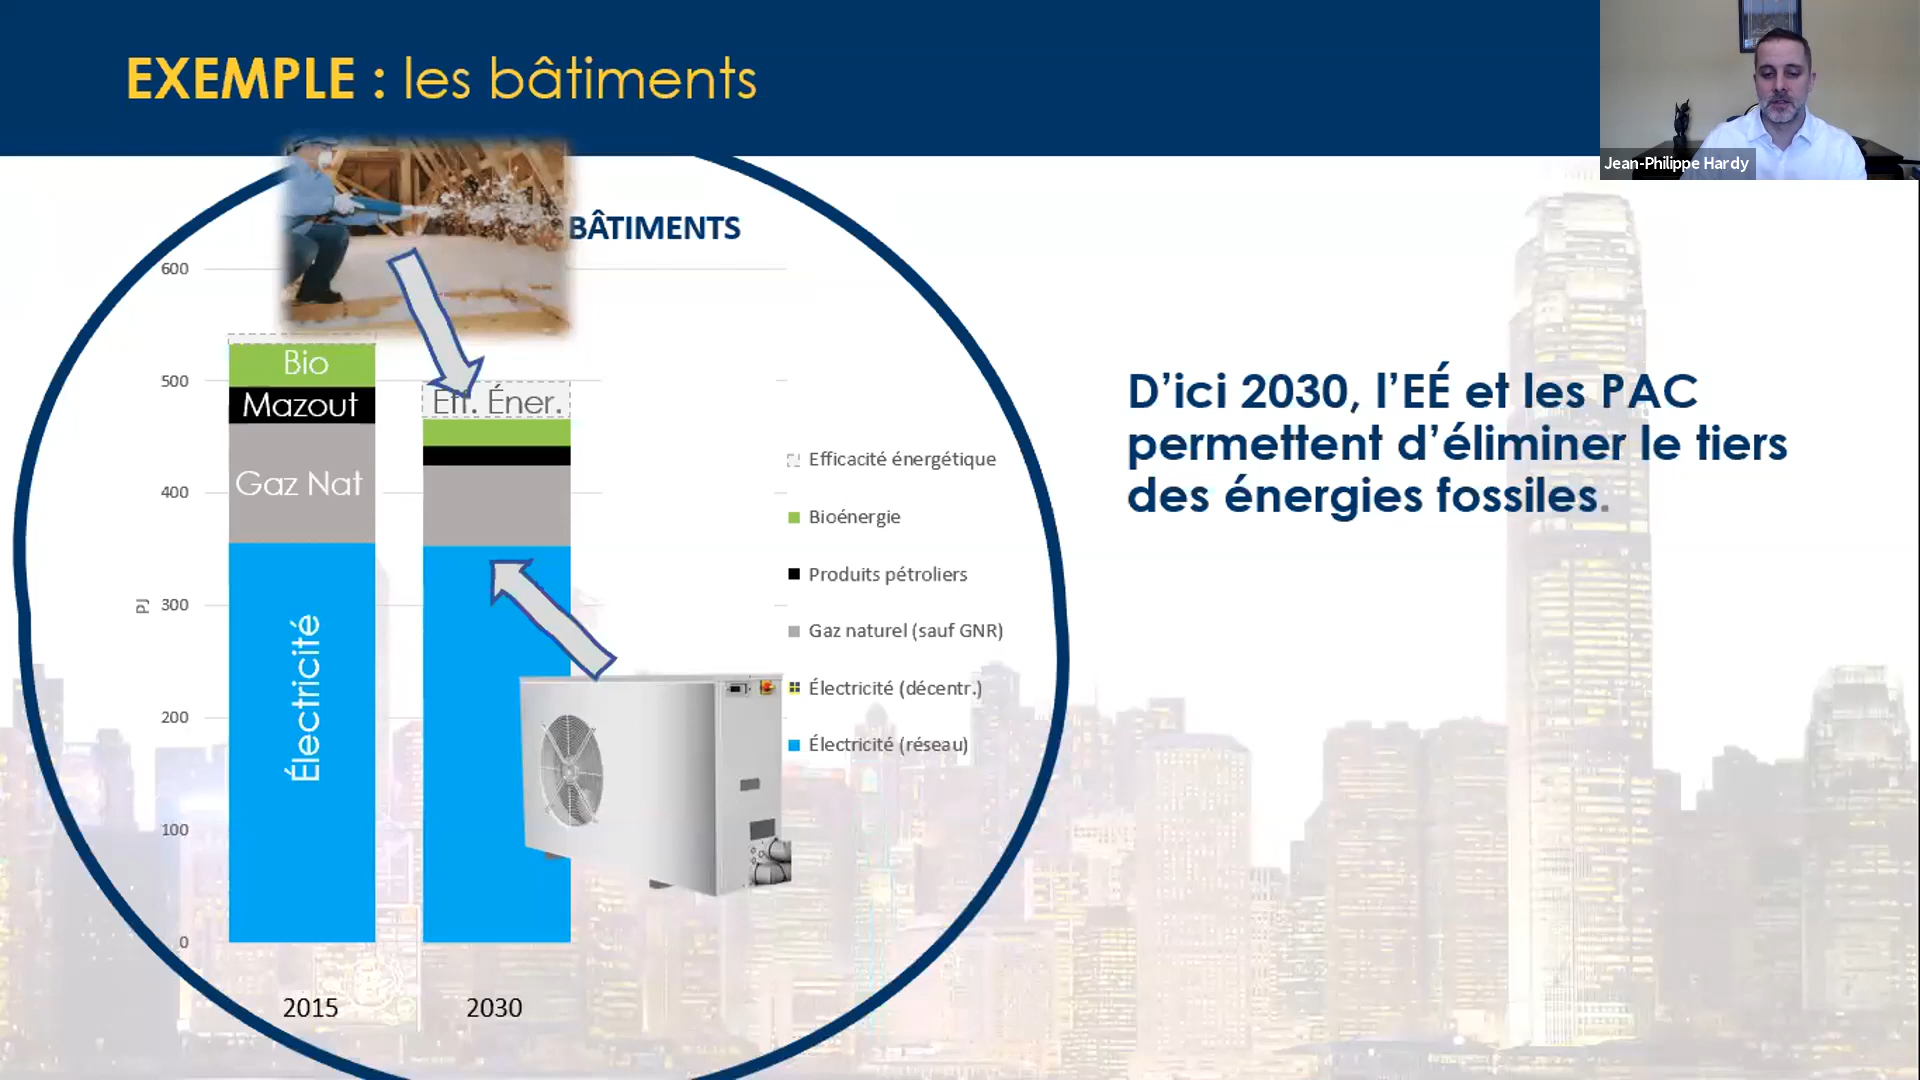 EXEMPLE : les bâtiments
Jean-Philippe Hardy
BÂTIMENTS
600
500
400
300
200
100
0
PJ
Bio
Mazout
Gaz Nat
Électricité
Eff. Éner.
2015
2030
Efficacité énergétique
Bioénergie
Produits pétroliers
Gaz naturel (sauf GNR)
Électricité (décentr.)
Électricité (réseau)
D’ici 2030, l’EÉ et les PAC
permettent d’éliminer le tiers
des énergies fossiles.